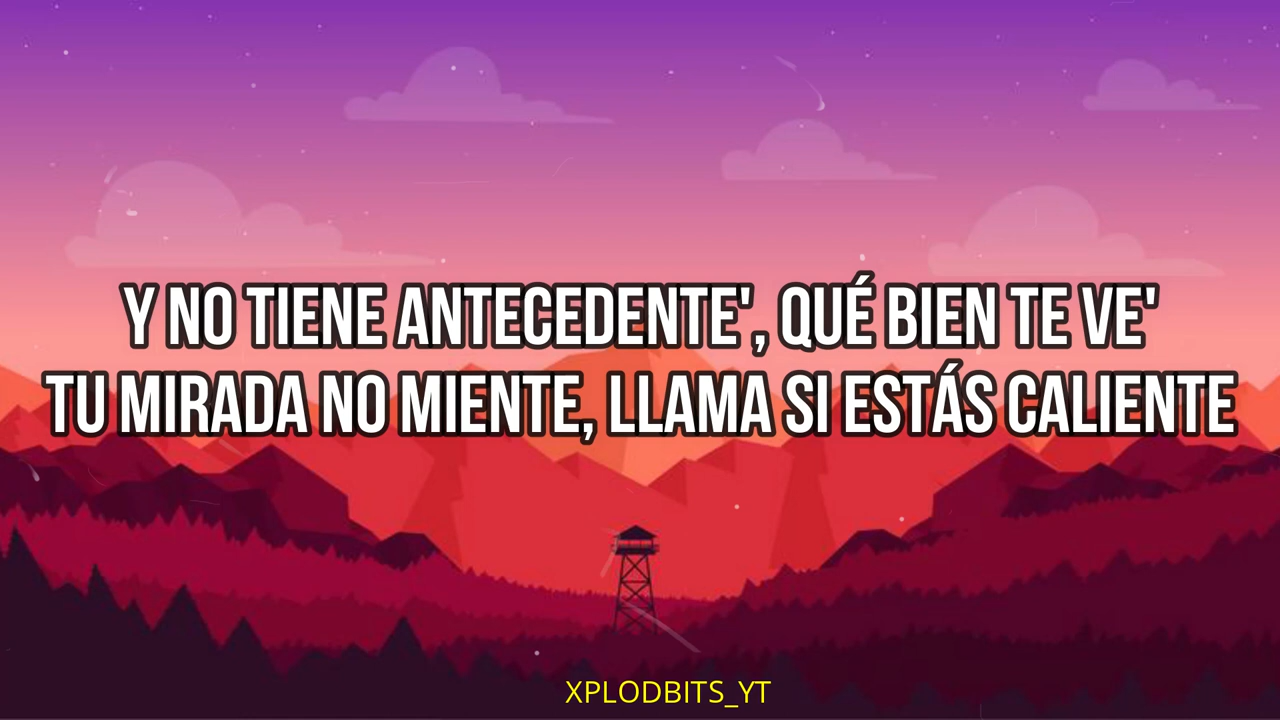 Y NO TIENE ANTECEDENTE', QUÉ BIEN TE VE'
TU MIRADA NO MIENTE, LLAMA SI ESTÁS CALIENTE
XPLODBITS_YT